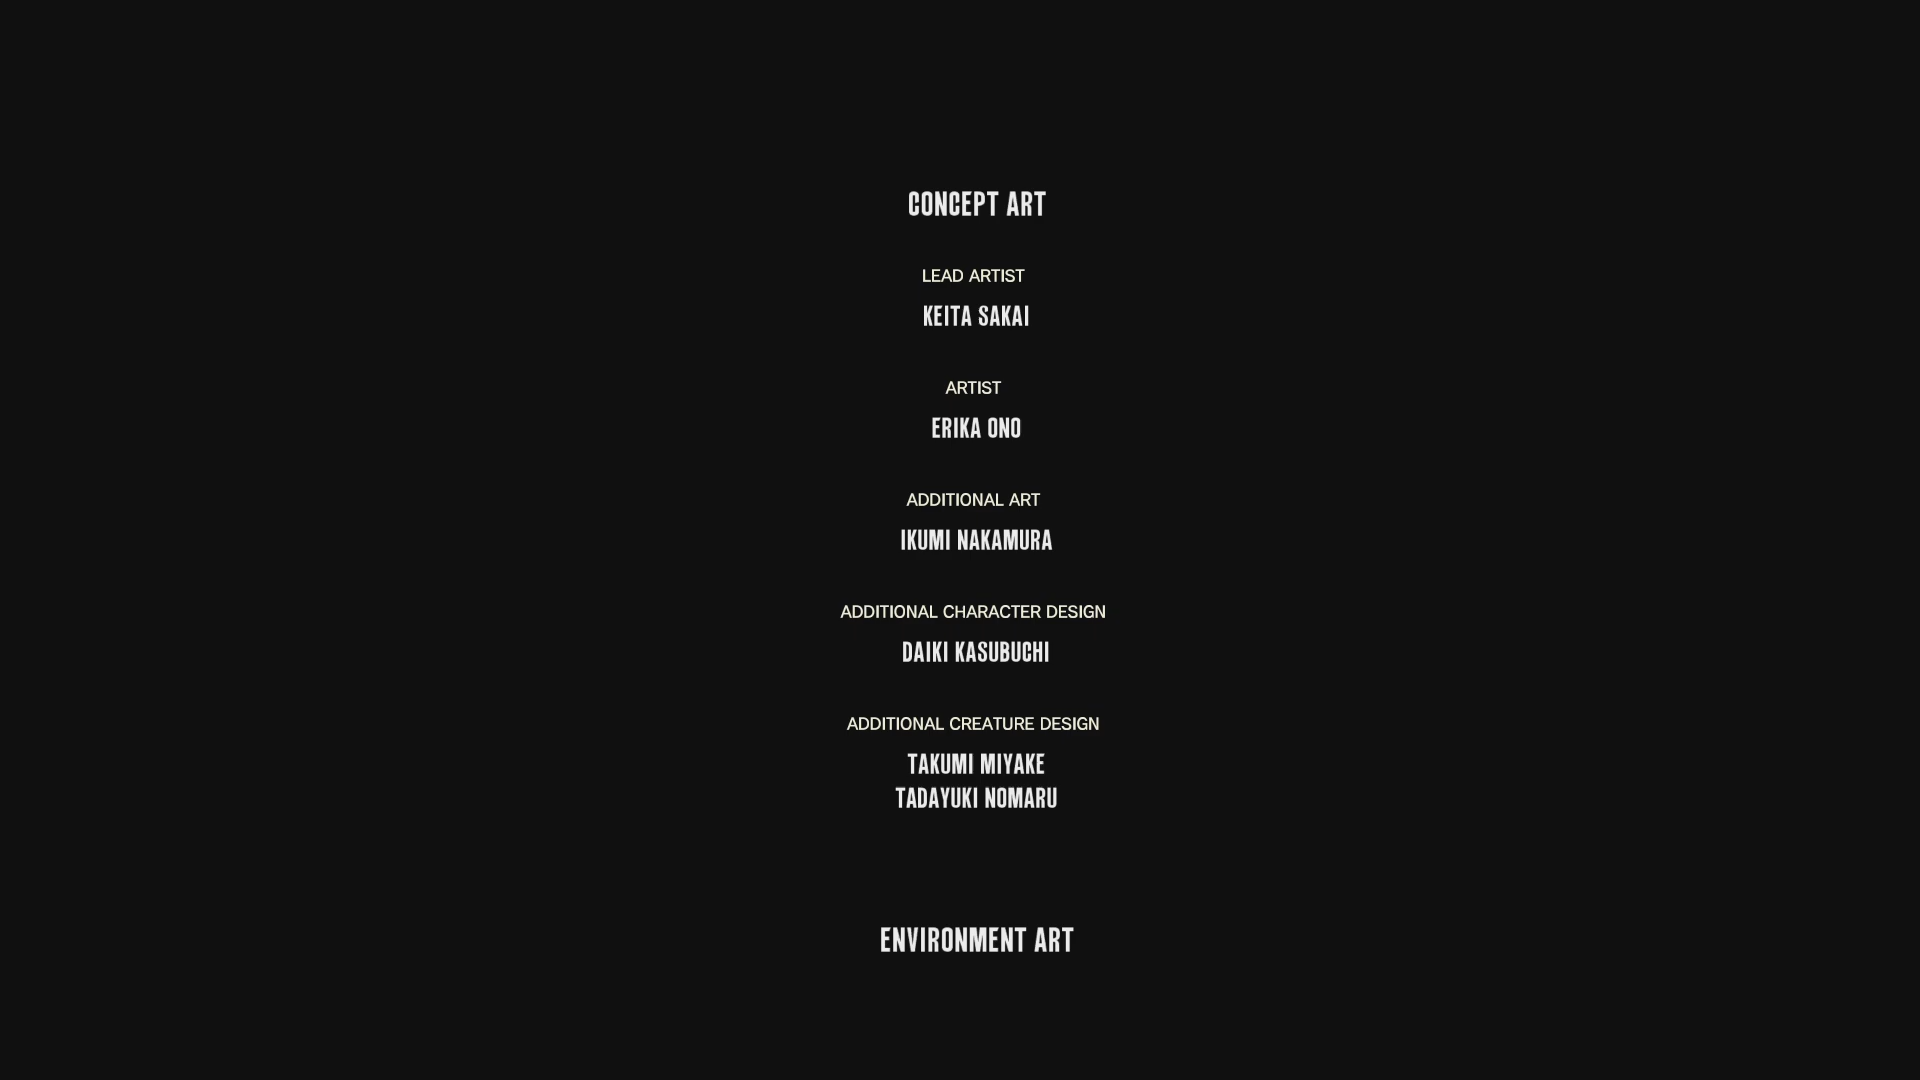 CONCEPT ART
LEAD ARTIST
KEITA SAKAI
ARTIST
ERIKA ONO
ADDITIONAL ART
IKUMI NAKAMURA
ADDITIONAL CHARACTER DESIGN
DAIKI KASUBUCHI
ADDITIONAL CREATURE DESIGN
TAKUMI MIYAKE
TADAYUKI NOMARU
ENVIRONMENT ART